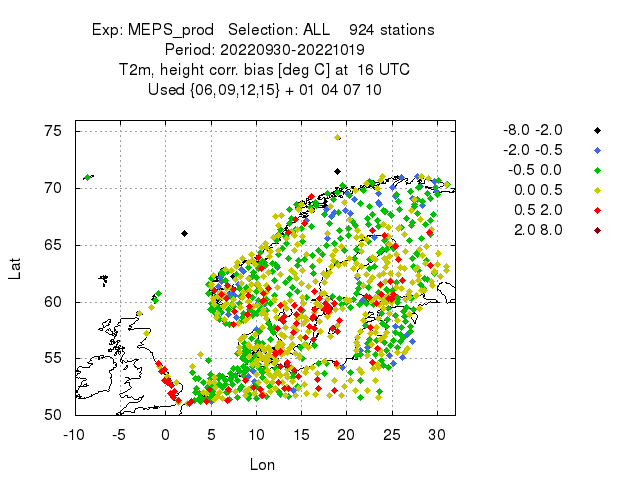 Exp: MEPS_prod   Selection: ALL    924 stations
Period: 20220930-20221019
T2m, height corr. bias [deg C] at  16 UTC
Used {06,09,12,15} + 01 04 07 10
75
70
65
60
55
50
-10 -5 0 5 10 15 20 25 30
Lat
Lon
-8.0 -2.0
-2.0 -0.5
-0.5 0.0
0.0 0.5
0.5 2.0
2.0 8.0